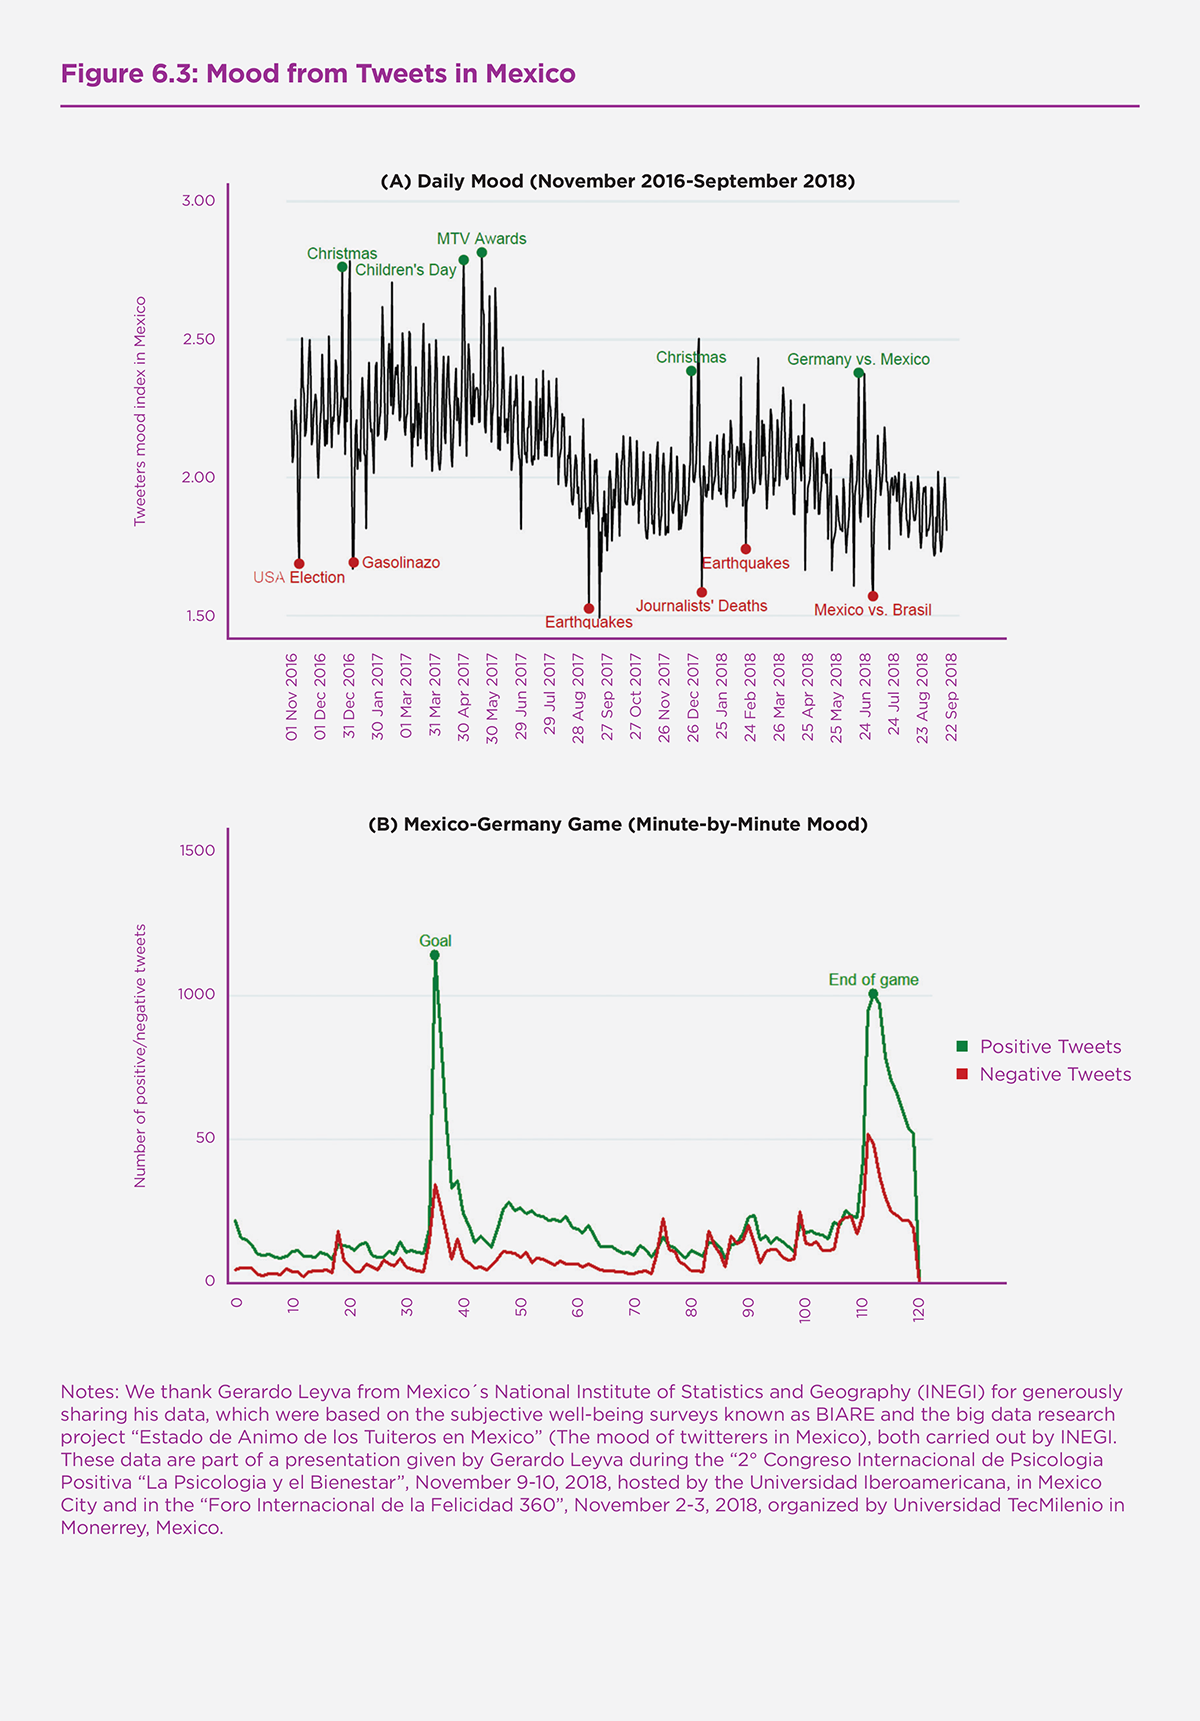 Figure 6.3: Mood from Tweets in Mexico
(A) Daily Mood (November 2016-September 2018)
Tweeters mood index in Mexico
3.00
2.50
2.00
1.50
MTV Awards
Christmas
Children's Day
Christmas
Germany vs. Mexico
USA Election
Gasolinazo
Earthquakes
Journalists' Deaths
Earthquakes
Mexico vs. Brasil
01 Nov 2016
01 Dec 2016
31 Dec 2016
30 Jan 2017
01 Mar 2017
31 Mar 2017
30 Apr 2017
30 May 2017
29 Jun 2017
29 Jul 2017
28 Aug 2017
27 Sep 2017
27 Oct 2017
26 Nov 2017
26 Dec 2017
25 Jan 2018
24 Feb 2018
26 Mar 2018
25 Apr 2018
25 May 2018
24 Jun 2018
24 Jul 2018
23 Aug 2018
22 Sep 2018
(B) Mexico-Germany Game (Minute-by-Minute Mood)
Number of positive/negative tweets
1500
1000
50
0
Goal
End of game
Positive Tweets
Negative Tweets
0
10
20
30
40
50
60
70
80
90
100
110
120
Notes: We thank Gerardo Leyva from Mexico´s National Institute of Statistics and Geography (INEGI) for generously
sharing his data, which were based on the subjective well-being surveys known as BIARE and the big data research
project “Estado de Animo de los Tuiteros en Mexico” (The mood of twitterers in Mexico), both carried out by INEGI.
These data are part of a presentation given by Gerardo Leyva during the “2° Congreso Internacional de Psicologia
Positiva “La Psicologia y el Bienestar”, November 9-10, 2018, hosted by the Universidad Iberoamericana, in Mexico
City and in the “Foro Internacional de la Felicidad 360”, November 2-3, 2018, organized by Universidad TecMilenio in
Monerrey, Mexico.